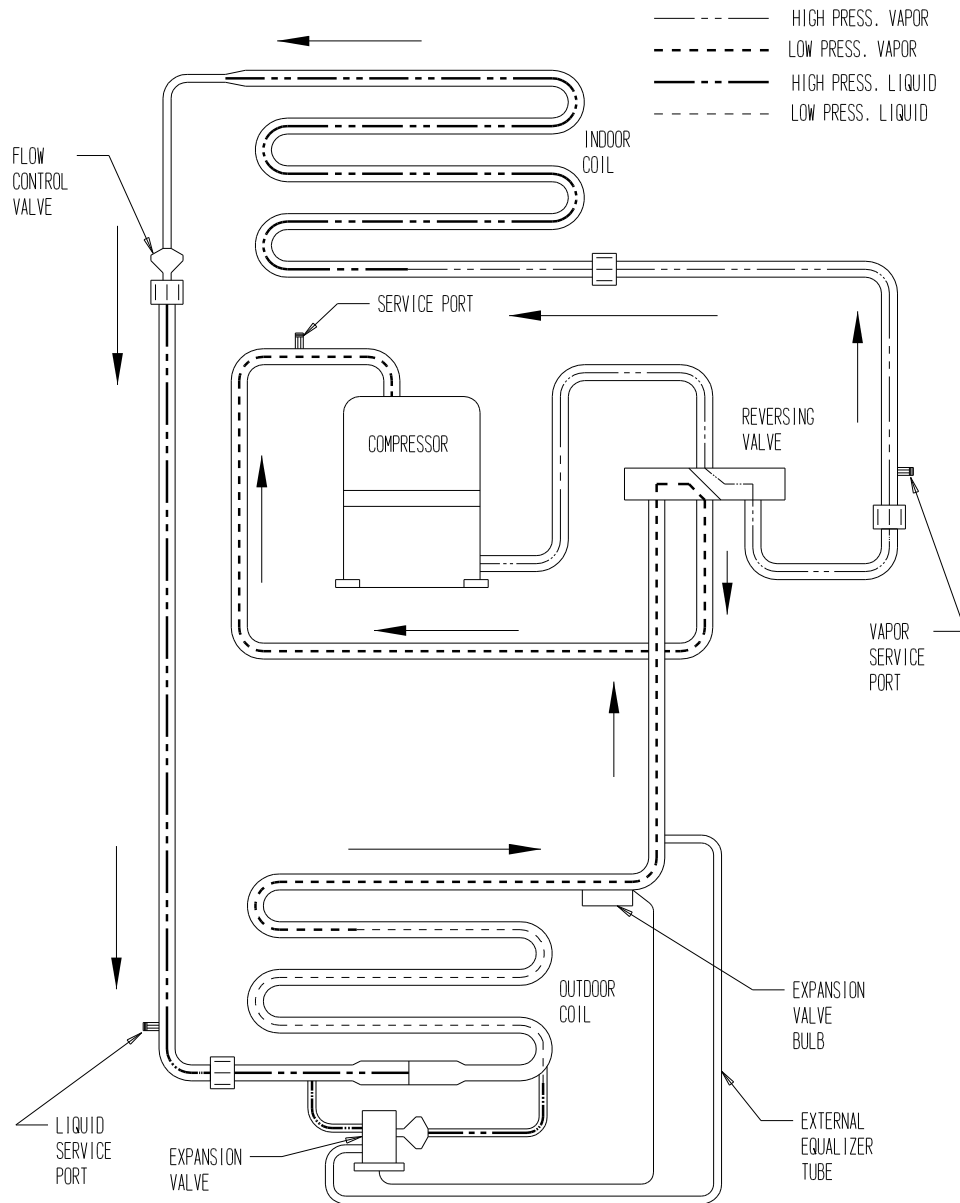 HIGH PRESS. VAPOR
LOW PRESS. VAPOR
HIGH PRESS. LIQUID
LOW PRESS. LIQUID
INDOOR
COIL
FLOW
CONTROL
VALVE
SERVICE PORT
COMPRESSOR
REVERSING
VALVE
VAPOR
SERVICE
PORT
OUTDOOR
COIL
EXPANSION
VALVE
BULB
LIQUID
SERVICE
PORT
EXPANSION
VALVE
EXTERNAL
EQUALIZER
TUBE